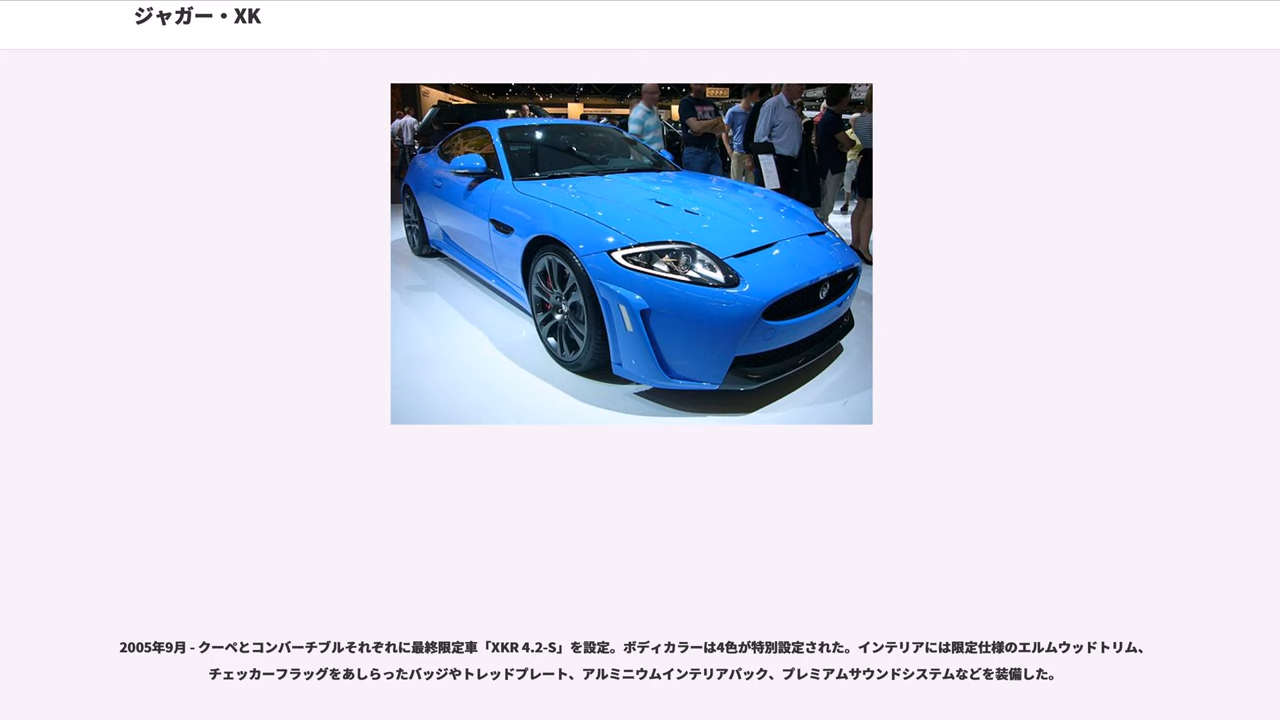 ジャガー・XK
2005年9月 - クーペとコンバーチブルそれぞれに最終限定車「XKR 4.2-S」を設定。ボディカラーは4色が特別設定された。インテリアには限定仕様のエルムウッドトリム、
チェッカーフラッグをあしらったバッジやトレッドプレート、アルミニウムインテリアパック、プレミアムサウンドシステムなどを装備した。